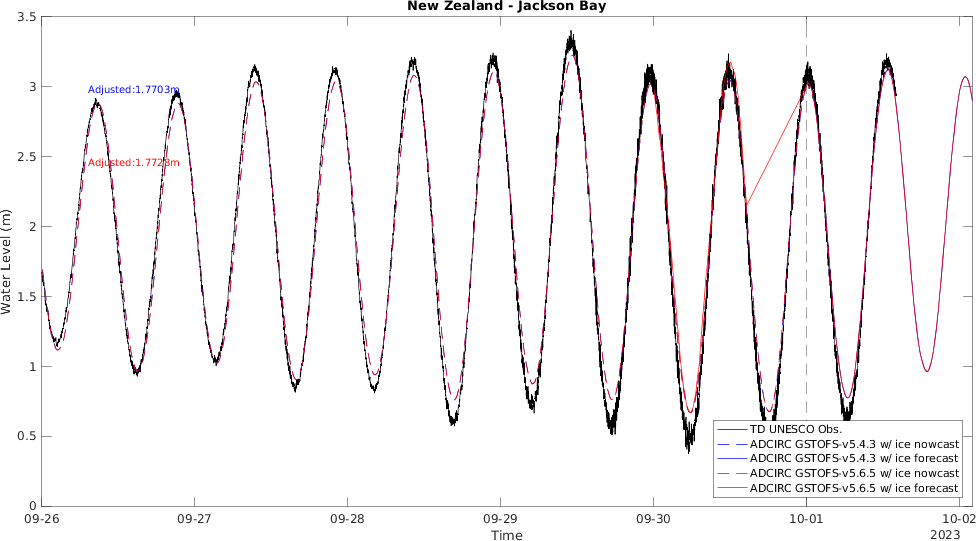 New Zealand - Jackson Bay
Water Level (m)
3.5
3
2.5
2
1.5
1
0.5
0
Adjusted:1.7703m
Adjusted:1.7728m
TD UNESCO Obs.
ADCIRC GSTOFS-v5.4.3 w/ ice nowcast
ADCIRC GSTOFS-v5.4.3 w/ ice forecast
ADCIRC GSTOFS-v5.6.5 w/ ice nowcast
ADCIRC GSTOFS-v5.6.5 w/ ice forecast
09-26 09-27 09-28 09-29 09-30 10-01 10-02
Time
2023